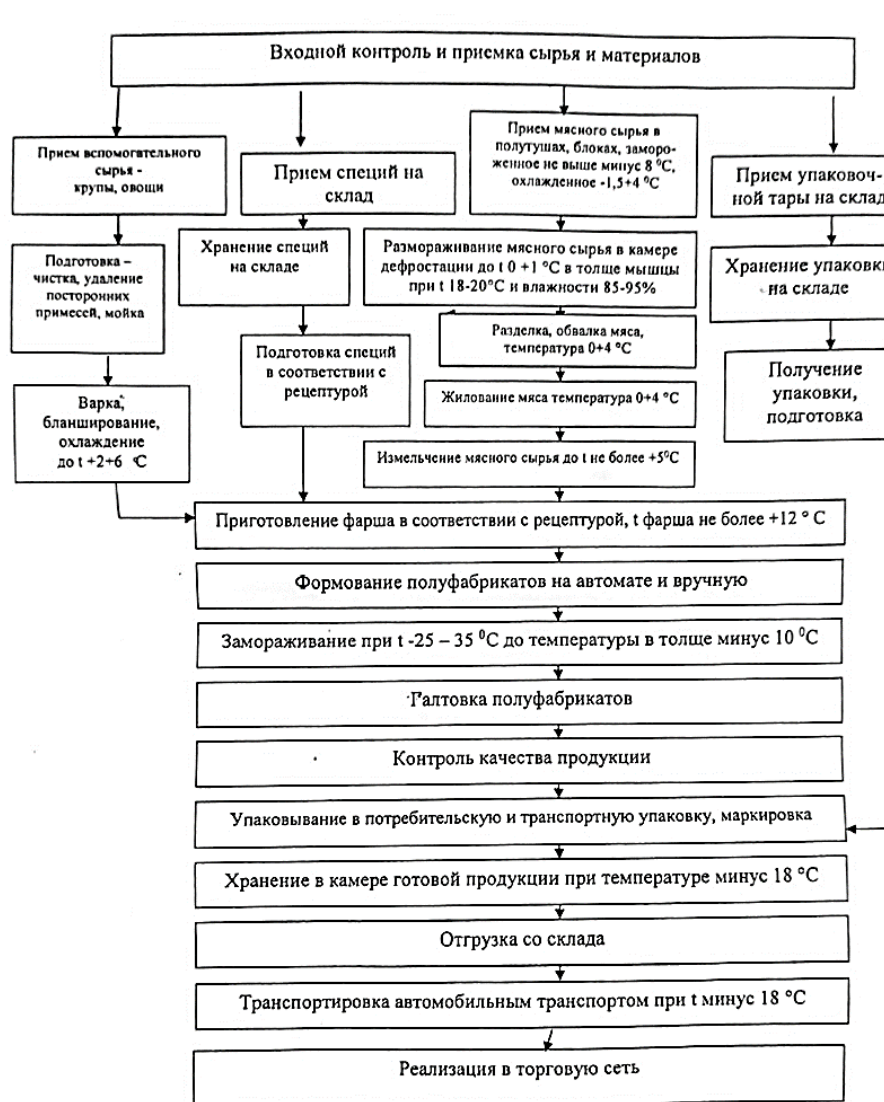 Входной контроль и приемка сырья и материалов
Прием вспомогательного
сырья -
крупы, овощи
Прием специй на
склад
Прием мясного сырья в
полутушах, блоках, заморо-
женное не выше минус 8 ⁰С,
охлажденное -1,5+4 ⁰С
Прием упаковоч-
ной тары на склад
Подготовка –
чистка, удаление
посторонних
примесей, мойка
Хранение специй
на складе
Размораживание мясного сырья в камере
дефростации до t 0 +1 °С в толще мышцы
при t 18-20°С и влажности 85-95%
Хранение упаковки
на складе
Разделка, обвалка мяса,
температура 0+4 °С
Подготовка специй
в соответствии с
рецептурой
Получение
упаковки,
подготовка
Жилование мяса температура 0+4 °С
Варка,
бланширование,
охлаждение
до t +2+6 °С
Измельчение мясного сырья до t не более +5⁰С
Приготовление фарша в соответствии с рецептурой, t фарша не более +12 ° С
Формование полуфабрикатов на автомате и вручную
Замораживание при t -25 – 35 ⁰С до температуры в толще минус 10 ⁰С
Галтовка полуфабрикатов
Контроль качества продукции
Упаковывание в потребительскую и транспортную упаковку, маркировка
Хранение в камере готовой продукции при температуре минус 18 °С
Отгрузка со склада
Транспортировка автомобильным транспортом при t минус 18 °С
Реализация в торговую сеть